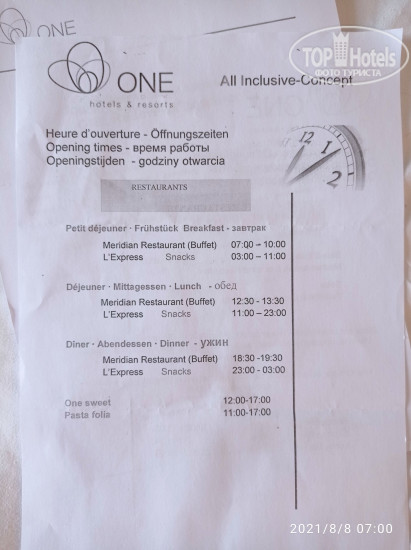 ONE
hotels & resorts
TOP Hotels
ФОТО ТУРИСТА
ONE
hotels & resorts
All Inclusive-Concept
Heure d'ouverture - Öffnungszeiten
Opening times - время работы
Openingstijden - godziny otwarcia
12
1
2
RESTAURANTS
Petit déjeuner · Frühstück Breakfast - завтрак
Meridian Restaurant (Buffet) 07:00 – 10:00
L'Express Snacks 03:00 – 11:00
Déjeuner · Mittagessen · Lunch - обед
Meridian Restaurant (Buffet) 12:30 - 13:30
L'Express Snacks 11:00 – 23:00
Dîner · Abendessen · Dinner - ужин
Meridian Restaurant (Buffet) 18:30 -19:30
L'Express Snacks 23:00 - 03:00
One sweet 12:00-17:00
Pasta folia 11:00-17:00
2021/8/8 07:00